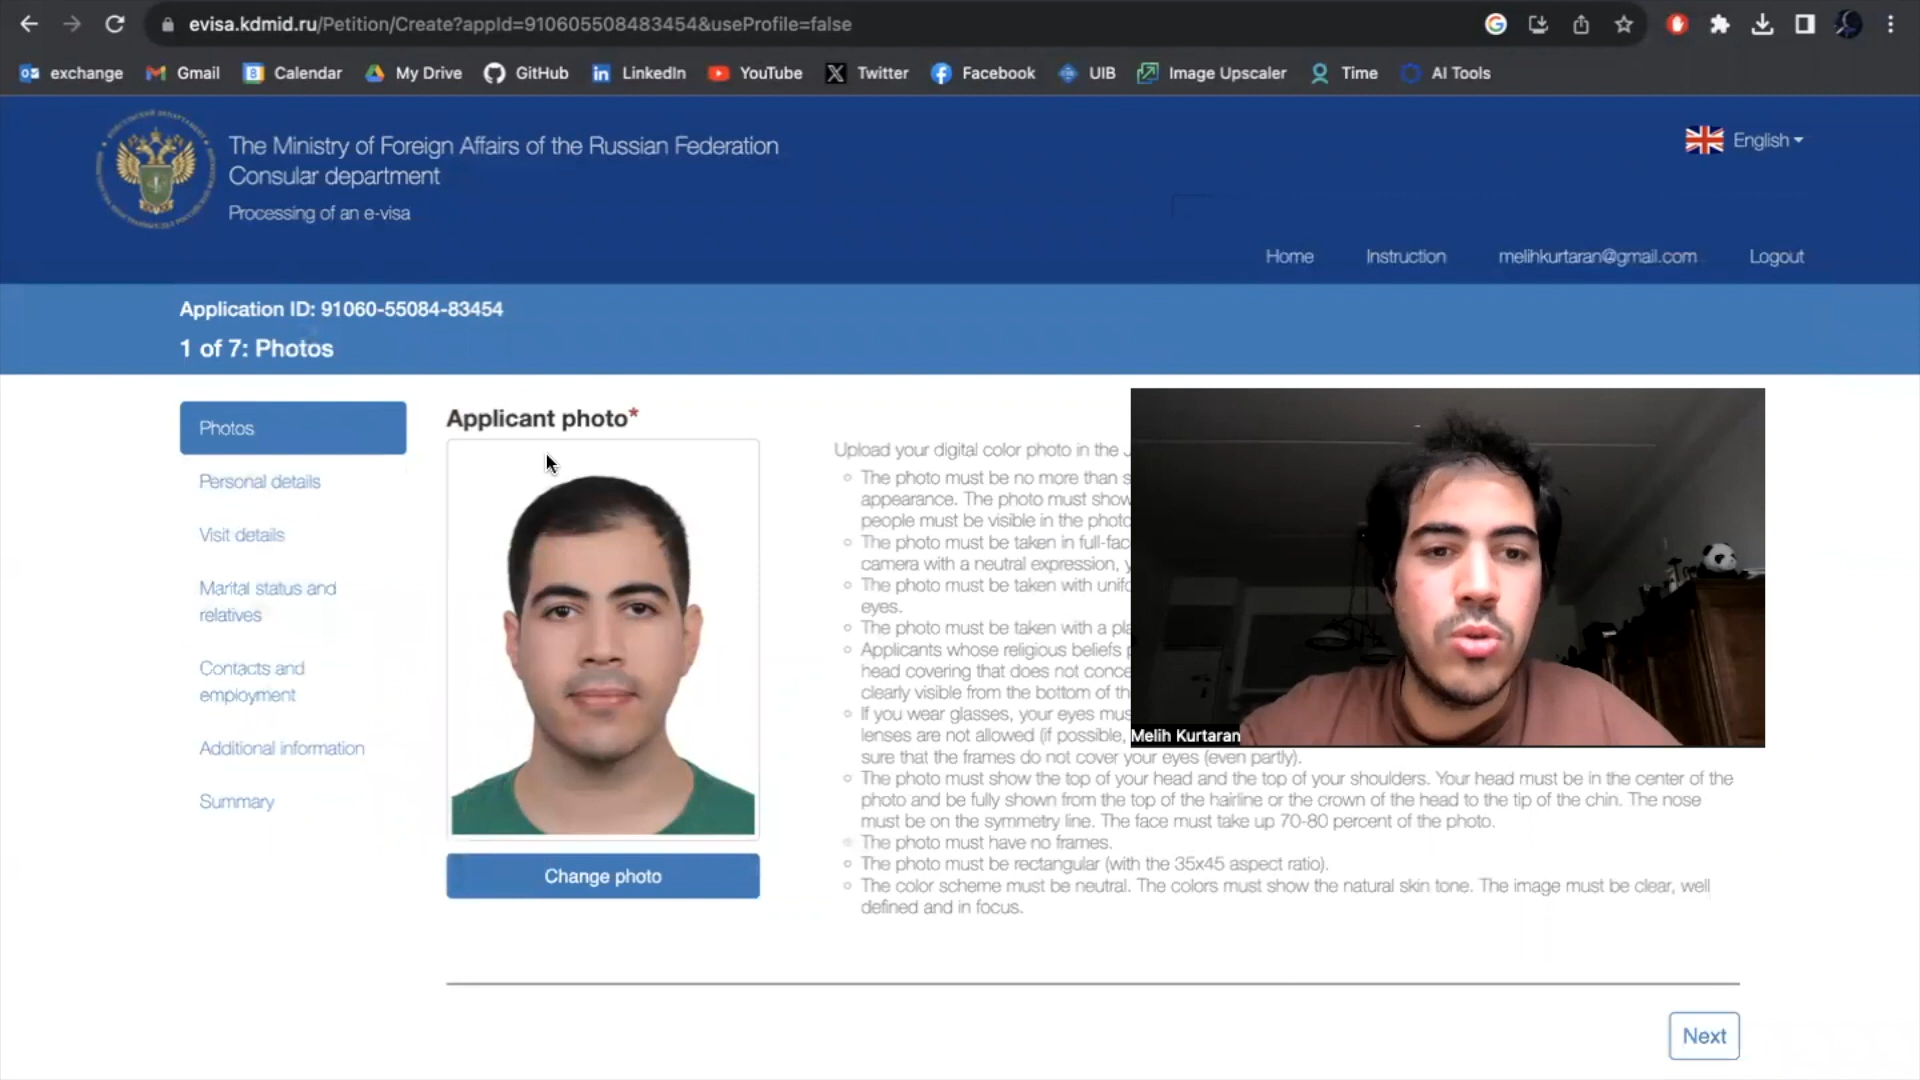 evisa.kdmid.ru/Petition/Create?appId=910605508483454&useProfile=false
exchange Gmail Calendar My Drive GitHub LinkedIn YouTube Twitter Facebook UIB Image Upscaler Time AI Tools
The Ministry of Foreign Affairs of the Russian Federation
Consular department
Processing of an e-visa
English
Home Instruction melihkurtaran@gmail.com Logout
Application ID: 91060-55084-83454
1 of 7: Photos
Photos
Personal details
Visit details
Marital status and
relatives
Contacts and
employment
Additional information
Summary
Applicant photo*
Change photo
Upload your digital color photo in the
The photo must be no more than
appearance. The photo must show
people must be visible in the photo
The photo must be taken in full-fac
camera with a neutral expression,
The photo must be taken with unifo
eyes.
The photo must be taken with a pla
Applicants whose religious beliefs
head covering that does not conce
clearly visible from the bottom of th
If you wear glasses, your eyes mus
lenses are not allowed (if possible,
sure that the frames do not cover your eyes (even partly).
The photo must show the top of your head and the top of your shoulders. Your head must be in the center of the
photo and be fully shown from the top of the hairline or the crown of the head to the tip of the chin. The nose
must be on the symmetry line. The face must take up 70-80 percent of the photo.
The photo must have no frames.
The photo must be rectangular (with the 35x45 aspect ratio).
The color scheme must be neutral. The colors must show the natural skin tone. The image must be clear, well
defined and in focus.
Melih Kurtaran
Next